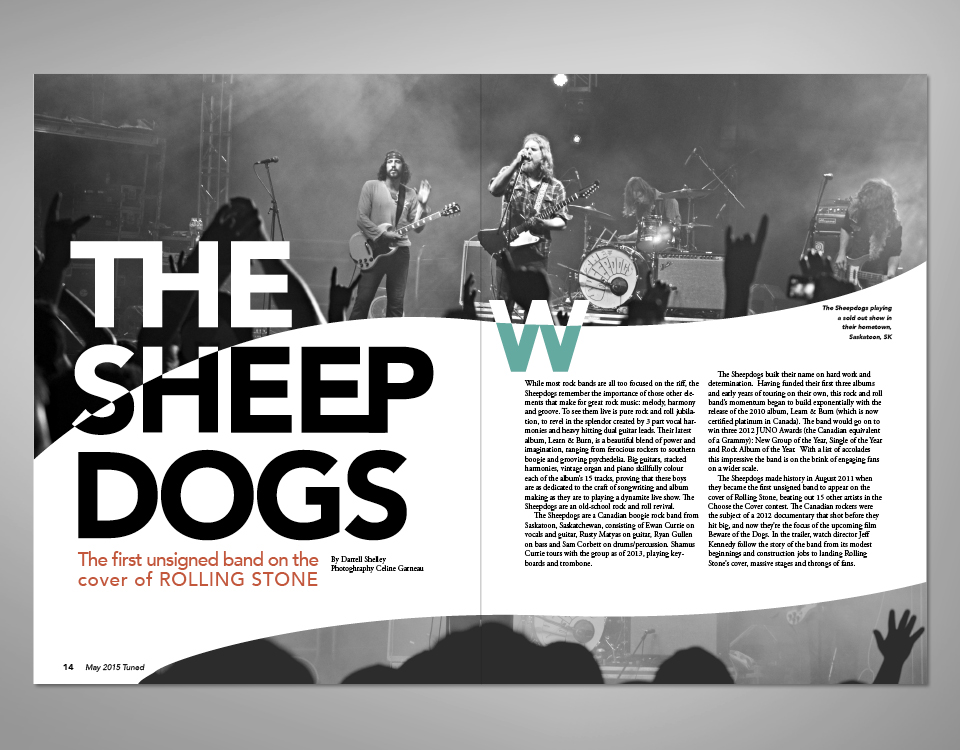 THE
SHEEP
DOGS
The first unsigned band on the
cover of ROLLING STONE
By Darrell Shelley
Photoghraphy Celine Garneau
14 May 2015 Tuned
The Sheepdogs playing
a sold out show in
their hometown,
Saskatoon, SK
W
While most rock bands are all too focused on the riff, the
Sheepdogs remember the importance of those other ele-
ments that make for great rock music: melody, harmony
and groove. To see them live is pure rock and roll jubila-
tion, to revel in the splendor created by 3 part vocal har-
monies and heavy hitting dual guitar leads. Their latest
album, Learn & Burn, is a beautiful blend of power and
imagination, ranging from ferocious rockers to southern
boogie and grooving psychedelia. Big guitars, stacked
harmonies, vintage organ and piano skillfully colour
each of the album's 15 tracks, proving that these boys
are as dedicated to the craft of songwriting and album
making as they are to playing a dynamite live show. The
Sheepdogs are an old-school rock and roll revival.
The Sheepdogs are a Canadian boogie rock band from
Saskatoon, Saskatchewan, consisting of Ewan Currie on
vocals and guitar, Rusty Matyas on guitar, Ryan Gullen
on bass and Sam Corbett on drums/percussion. Shamus
Currie tours with the group as of 2013, playing key-
boards and trombone.
The Sheepdogs built their name on hard work and
determination. Having funded their first three albums
and early years of touring on their own, this rock and roll
band's momentum began to build exponentially with the
release of the 2010 album, Learn & Burn (which is now
certified platinum in Canada). The band would go on to
win three 2012 JUNO Awards (the Canadian equivalent
of a Grammy): New Group of the Year, Single of the Year
and Rock Album of the Year With a list of accolades
this impressive the band is on the brink of engaging fans
on a wider scale.
The Sheepdogs made history in August 2011 when
they became the first unsigned band to appear on the
cover of Rolling Stone, beating out 15 other artists in the
Choose the Cover contest. The Canadian rockers were
the subject of a 2012 documentary that shot before they
hit big, and now they're the focus of the upcoming film
Beware of the Dogs. In the trailer, watch director Jeff
Kennedy follow the story of the band from its modest
beginnings and construction jobs to landing Rolling
Stone's cover, massive stages and throngs of fans.